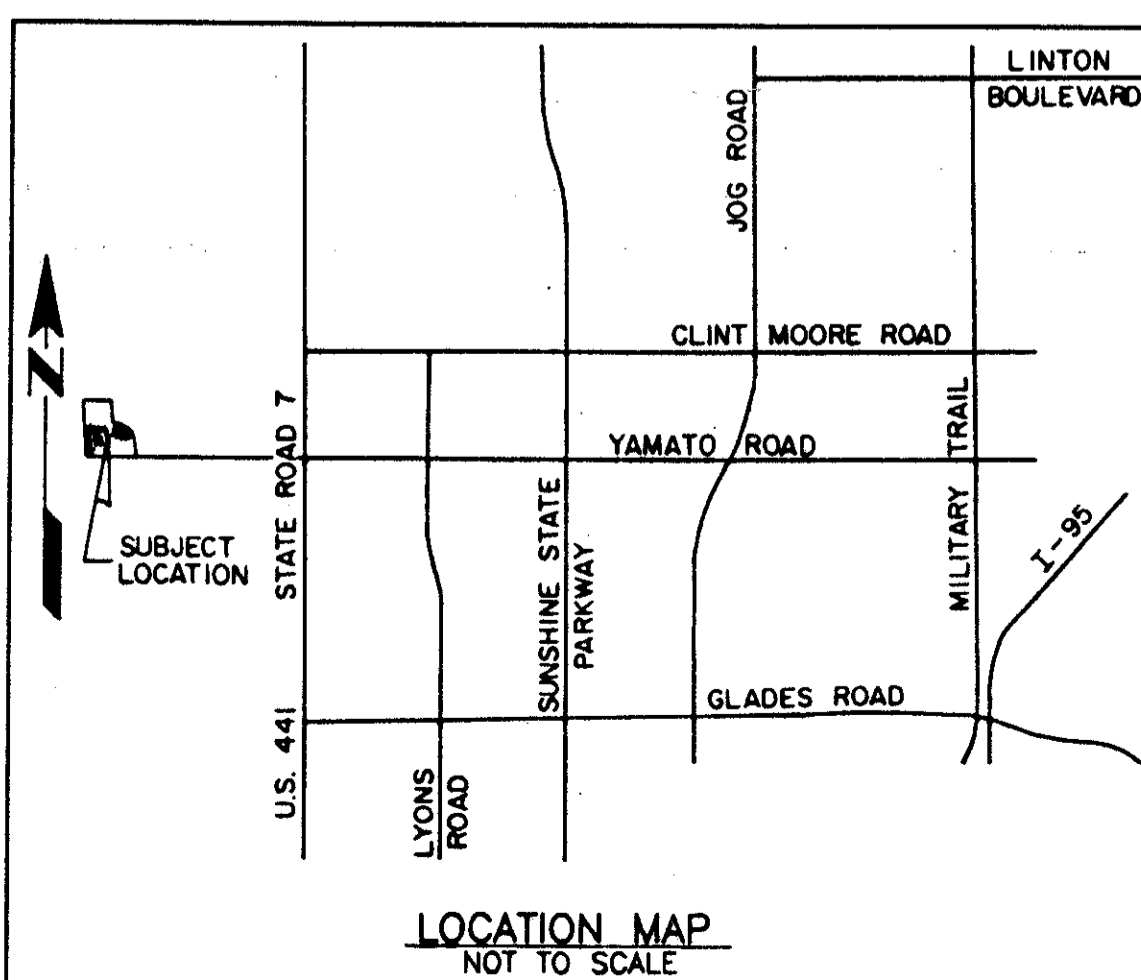 LINTON
BOULEVARD
JOG ROAD
CLINT MOORE ROAD
N
STATE ROAD 7
YAMATO ROAD
MILITARY TRAIL
I-95
SUBJECT
LOCATION
SUNSHINE STATE
PARKWAY
GLADES ROAD
U.S. 441
LYONS
ROAD
LOCATION MAP
NOT TO SCALE